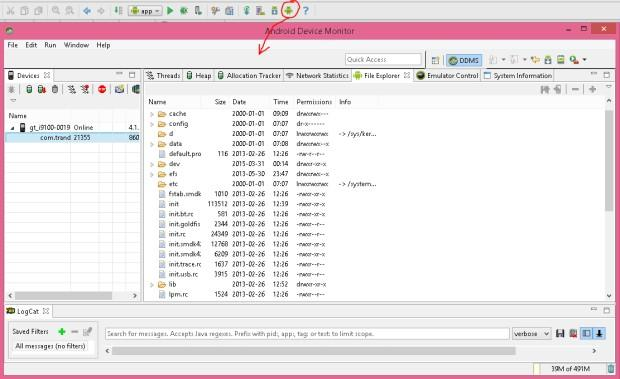 app
?
Android Device Monitor
File Edit Run Window Help
Quick Access
DDMS
Devices
Threads Heap Allocation Tracker Network Statistics File Explorer Emulator Control System Information
Name
gt_i9100-0019 Online 4.1.
com.trand 21355 860
Name Size Date Time Permissions Info
cache 2000-01-01 09:09 drwxrwx---
config 2000-01-01 07:07 dr-x------
d 2000-01-01 07:07 lrwxrwxrwx -> /sys/ker...
data 2000-01-01 07:08 drwxrwx--x
default.pro 116 2013-02-26 12:26 -rw-r--r--
dev 2015-03-31 00:14 drwxr-xr-x
efs 2013-05-30 23:47 drwxrwx--x
etc 2000-01-01 07:07 lrwxrwxrwx -> /system...
fstab.smdk 1010 2013-02-26 12:26 -rwxr-xr-x
init 113512 2013-02-26 12:39 -rwxr-xr-x
init.bt.rc 581 2013-02-26 12:26 -rwxr-xr-x
init.goldfis 2344 2013-02-26 12:26 -rwxr--r--
init.rc 24349 2013-02-26 12:26 -rwxr--r--
init.smdk4 12768 2013-02-26 12:26 -rwxr-xr-x
init.smdk4 6209 2013-02-26 12:26 -rwxr-xr-x
init.trace.rc 1637 2013-02-26 12:26 -rwxr--r--
init.usb.rc 3915 2013-02-26 12:26 -rwxr--r--
lib 2013-02-26 12:52 drwxr-xr-x
lpm.rc 1524 2013-02-26 12:26 -rwxr--r--
LogCat
Saved Filters
All messages (no filters)
Search for messages. Accepts Java regexes. Prefix with pid:, app:, tag: or text: to limit scope.
verbose
39M of 491M